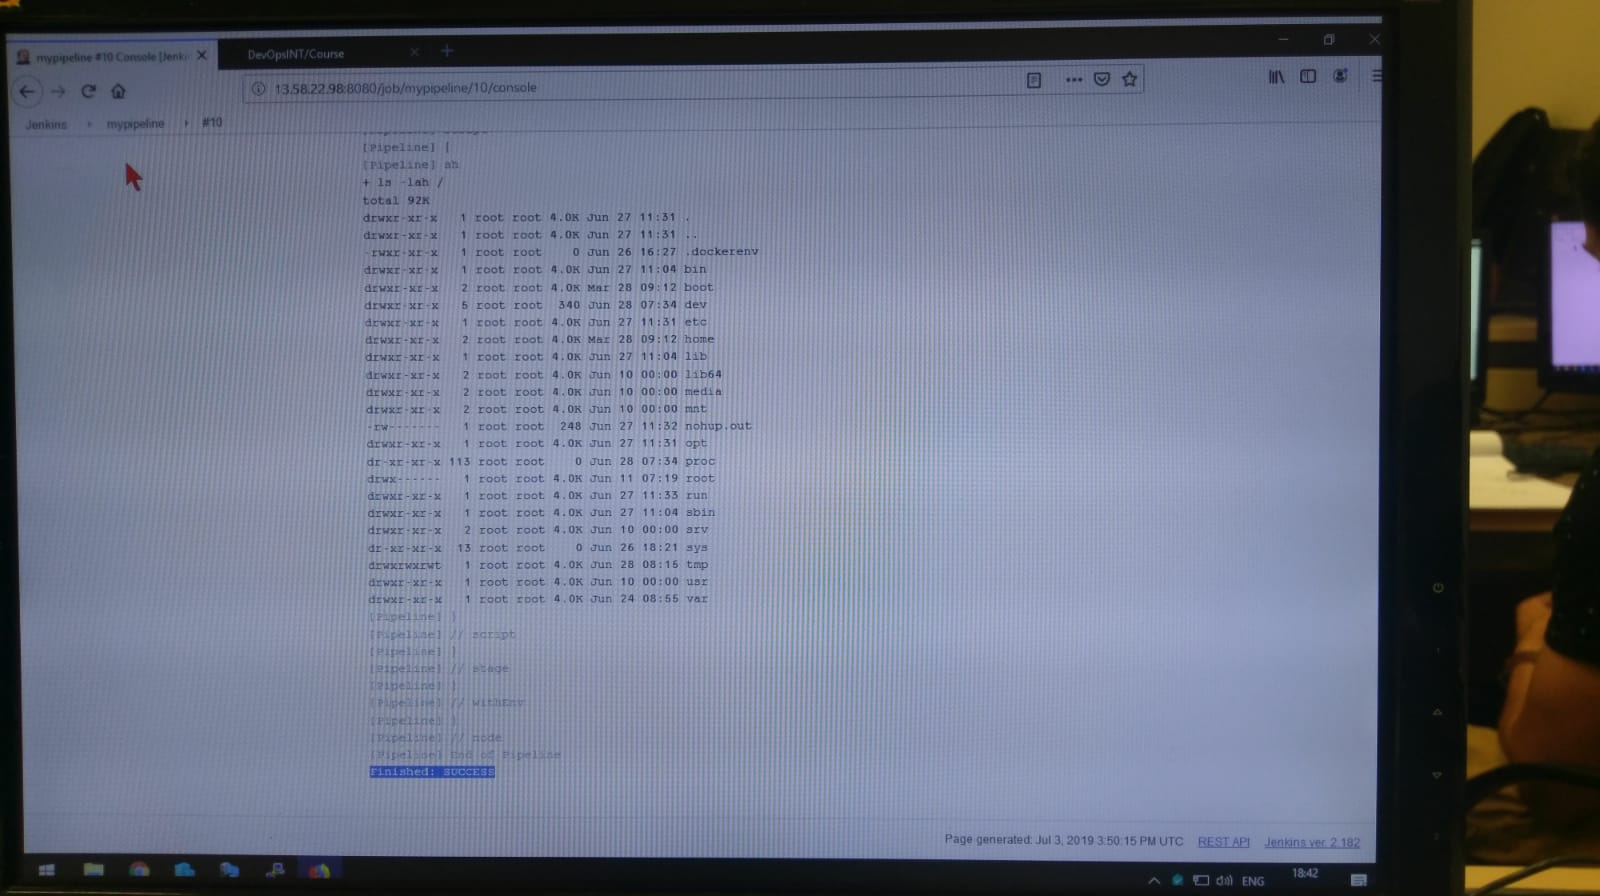 mypipeline #10 Console [Jenki
DevOpsINT/Course
13.58.22.98:8080/job/mypipeline/10/console
Jenkins
mypipeline
#10
[Pipeline] {
[Pipeline] sh
+ ls -lah /
total 92K
drwxr-xr-x 1 root root 4.0K Jun 27 11:31 .
drwxr-xr-x 1 root root 4.0K Jun 27 11:31 ..
-rwxr-xr-x 1 root root 0 Jun 26 16:27 .dockerenv
drwxr-xr-x 1 root root 4.0K Jun 27 11:04 bin
drwxr-xr-x 2 root root 4.0K Mar 28 09:12 boot
drwxr-xr-x 5 root root 340 Jun 28 07:34 dev
drwxr-xr-x 1 root root 4.0K Jun 27 11:31 etc
drwxr-xr-x 2 root root 4.0K Mar 28 09:12 home
drwxr-xr-x 1 root root 4.0K Jun 27 11:04 lib
drwxr-xr-x 2 root root 4.0K Jun 10 00:00 lib64
drwxr-xr-x 2 root root 4.0K Jun 10 00:00 media
drwxr-xr-x 2 root root 4.0K Jun 10 00:00 mnt
-rw------- 1 root root 248 Jun 27 11:32 nohup.out
drwxr-xr-x 1 root root 4.0K Jun 27 11:31 opt
dr-xr-xr-x 113 root root 0 Jun 28 07:34 proc
drwx------ 1 root root 4.0K Jun 11 07:19 root
drwxr-xr-x 1 root root 4.0K Jun 27 11:33 run
drwxr-xr-x 1 root root 4.0K Jun 27 11:04 sbin
drwxr-xr-x 2 root root 4.0K Jun 10 00:00 srv
dr-xr-xr-x 13 root root 0 Jun 26 18:21 sys
drwxrwxrwt 1 root root 4.0K Jun 28 08:15 tmp
drwxr-xr-x 1 root root 4.0K Jun 10 00:00 usr
drwxr-xr-x 1 root root 4.0K Jun 24 08:55 var
[Pipeline] }
[Pipeline] // script
[Pipeline] }
[Pipeline] // stage
[Pipeline] }
[Pipeline] // withEnv
[Pipeline] }
[Pipeline] // node
[Pipeline] End of Pipeline
Finished: SUCCESS
Page generated: Jul 3, 2019 3:50:15 PM UTC REST API Jenkins ver. 2.182
ENG 18:42